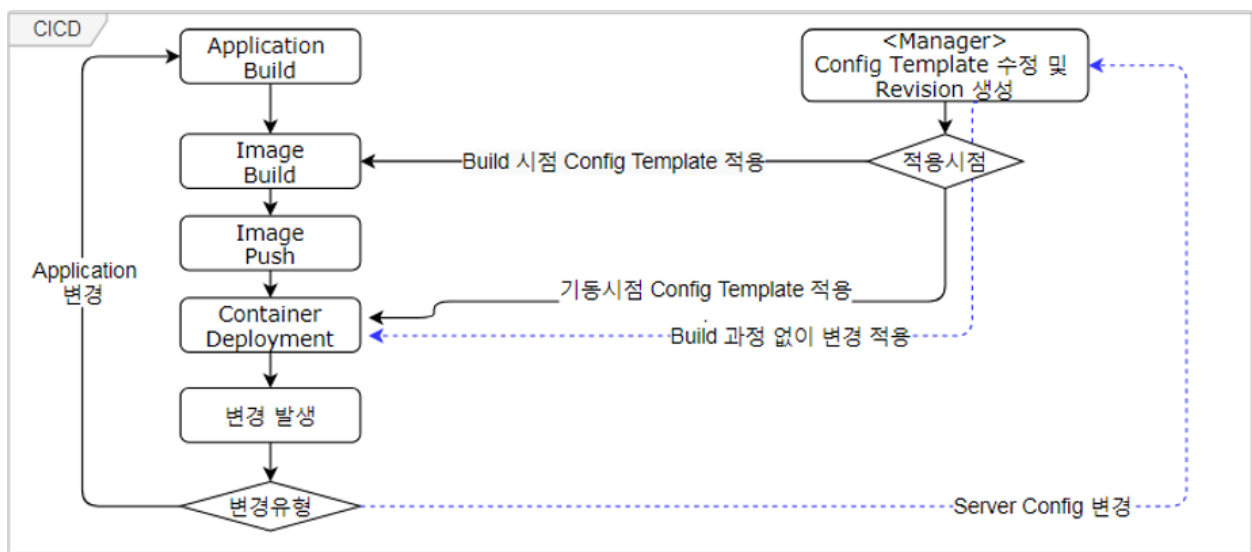 CICD
Application
Build
<Manager>
Config Template 수정 및
Revision 생성
Image
Build
Build 시점 Config Template 적용
적용시점
Image
Push
Application
변경
기동시점 Config Template 적용
Container
Deployment
Build 과정 없이 변경 적용
변경 발생
변경유형
Server Config 변경